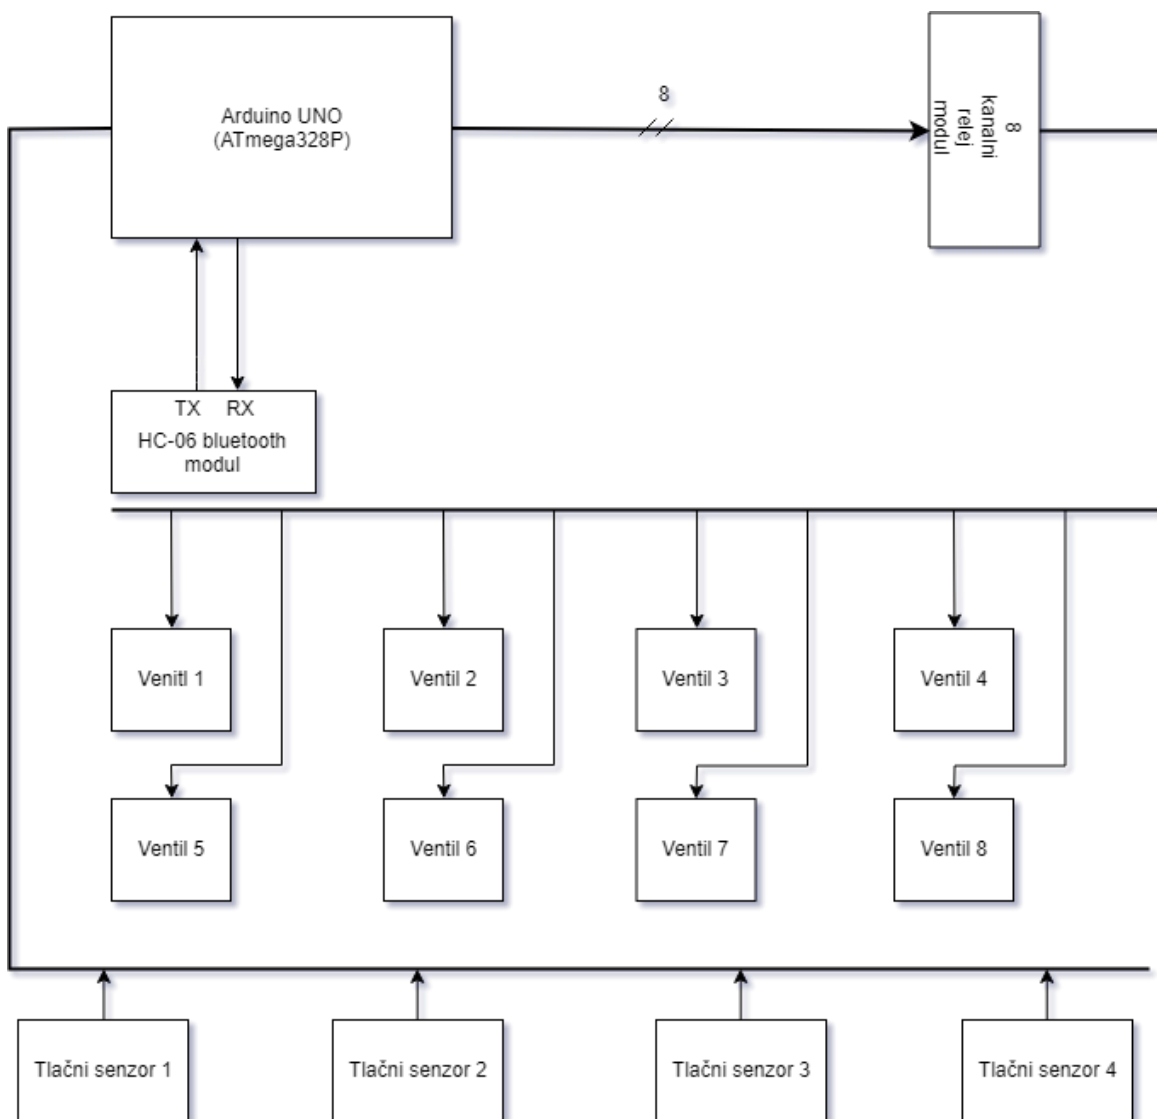 Arduino UNO
(ATmega328P)
8
8
kanalni
relej
modul
TX RX
HC-06 bluetooth
modul
Venitl 1
Ventil 2
Ventil 3
Ventil 4
Ventil 5
Ventil 6
Ventil 7
Ventil 8
Tlačni senzor 1
Tlačni senzor 2
Tlačni senzor 3
Tlačni senzor 4